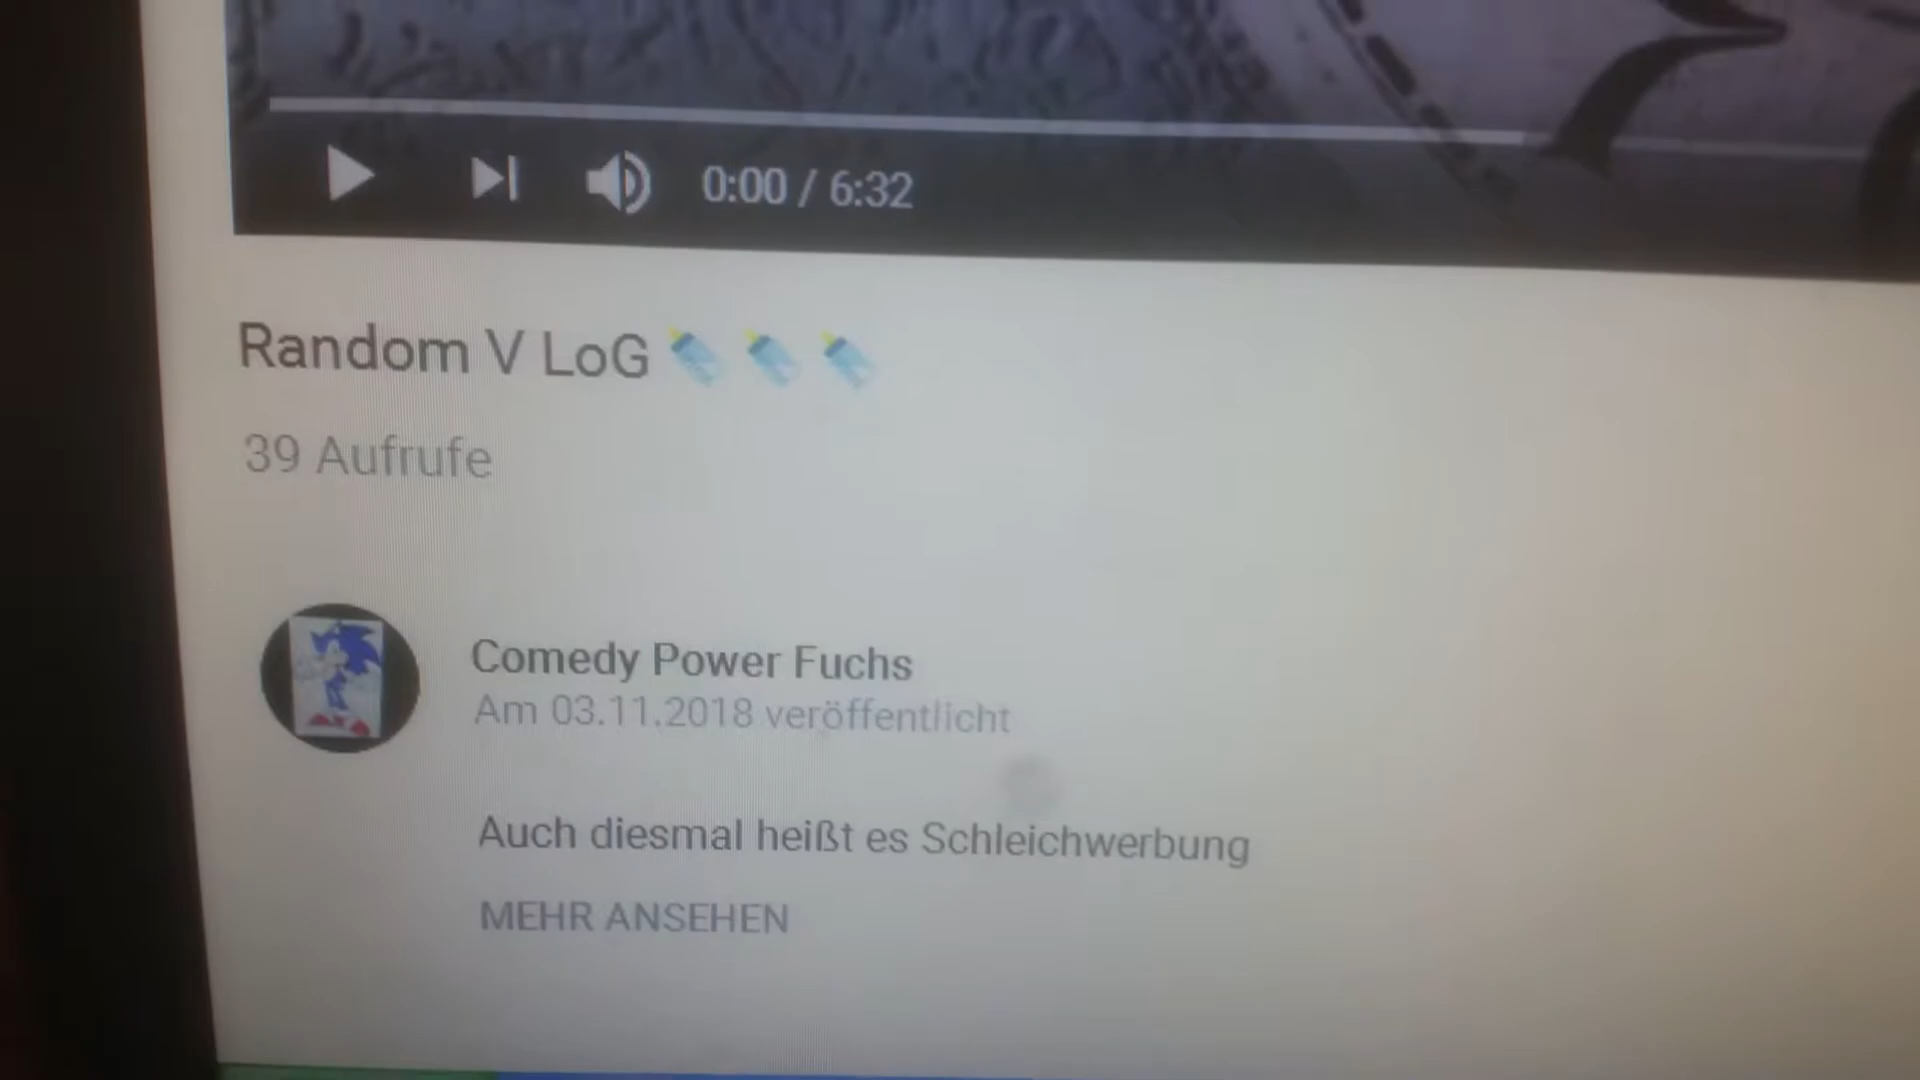 0:00 / 6:32
Random V LoG 🍼 🍼 🍼
39 Aufrufe
Comedy Power Fuchs
Am 03.11.2018 veröffentlicht
Auch diesmal heißt es Schleichwerbung
MEHR ANSEHEN